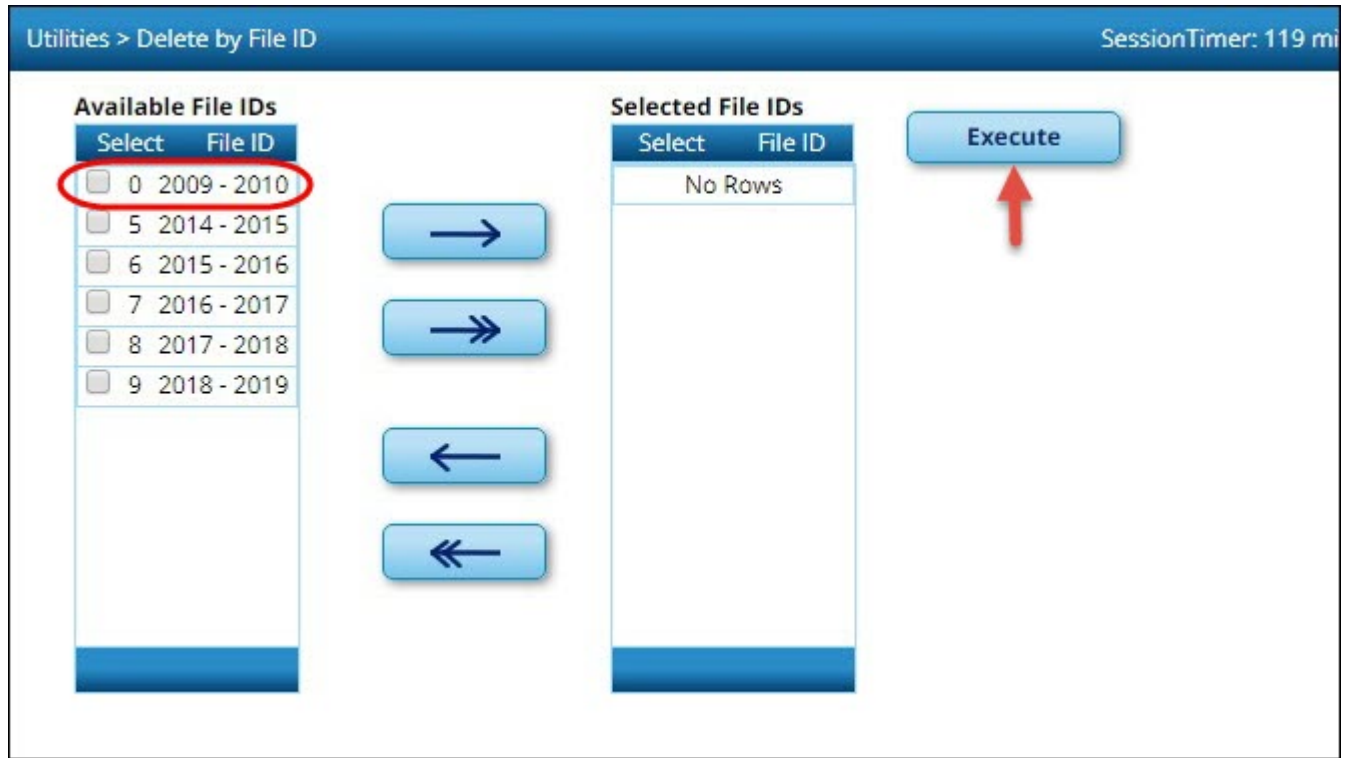 Utilities > Delete by File ID
SessionTimer: 119 mi
Available File IDs
Select File ID
0 2009 - 2010
5 2014 - 2015
6 2015 - 2016
7 2016 - 2017
8 2017 - 2018
9 2018 - 2019
Selected File IDs
Select File ID
No Rows
Execute